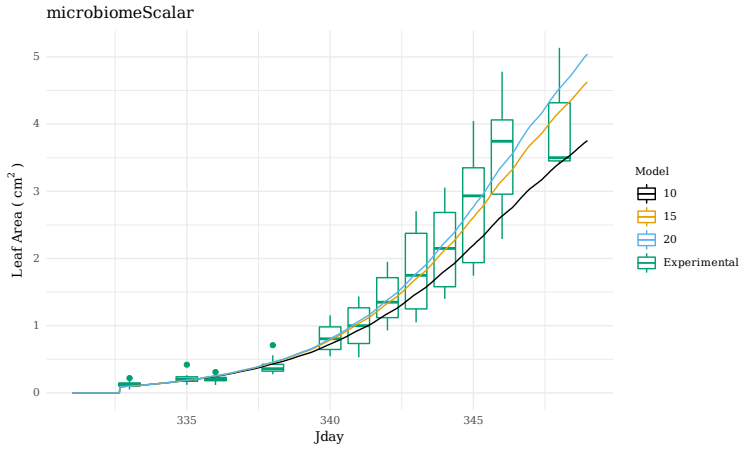 microbiomeScalar
Leaf Area ( cm² )
5
4
3
2
1
0
335
340
345
Jday
Model
10
15
20
Experimental